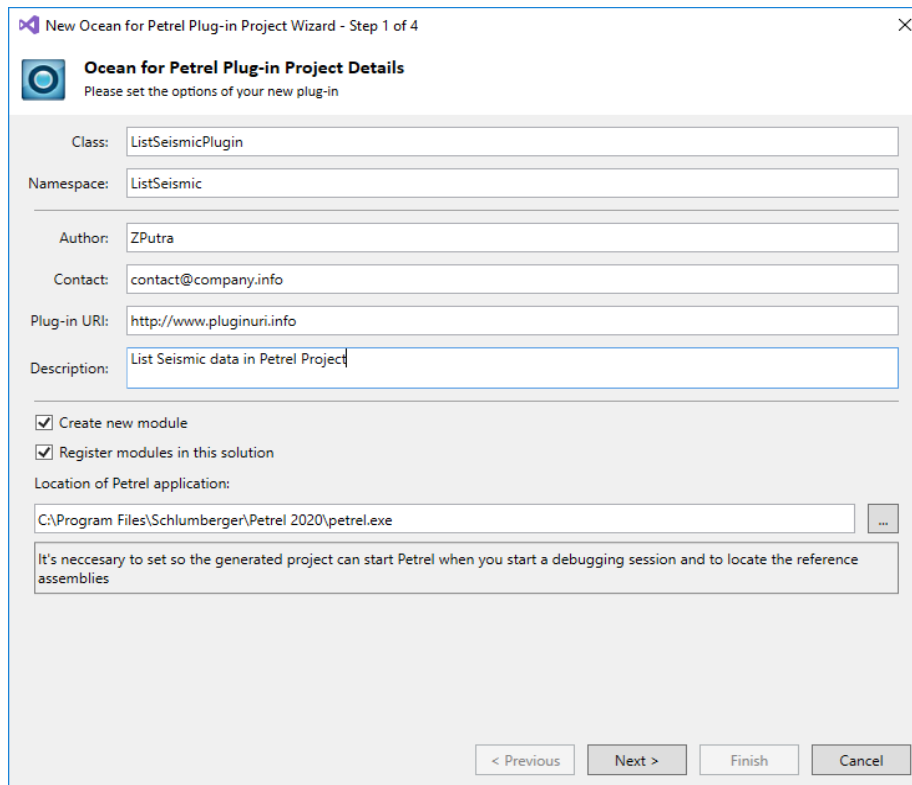 New Ocean for Petrel Plug-in Project Wizard - Step 1 of 4
Ocean for Petrel Plug-in Project Details
Please set the options of your new plug-in
Class: ListSeismicPlugin
Namespace: ListSeismic
Author: ZPutra
Contact: contact@company.info
Plug-in URI: http://www.pluginuri.info
Description: List Seismic data in Petrel Project
Create new module
Register modules in this solution
Location of Petrel application:
C:\Program Files\Schlumberger\Petrel 2020\petrel.exe ...
It's neccesary to set so the generated project can start Petrel when you start a debugging session and to locate the reference
assemblies
< Previous Next > Finish Cancel